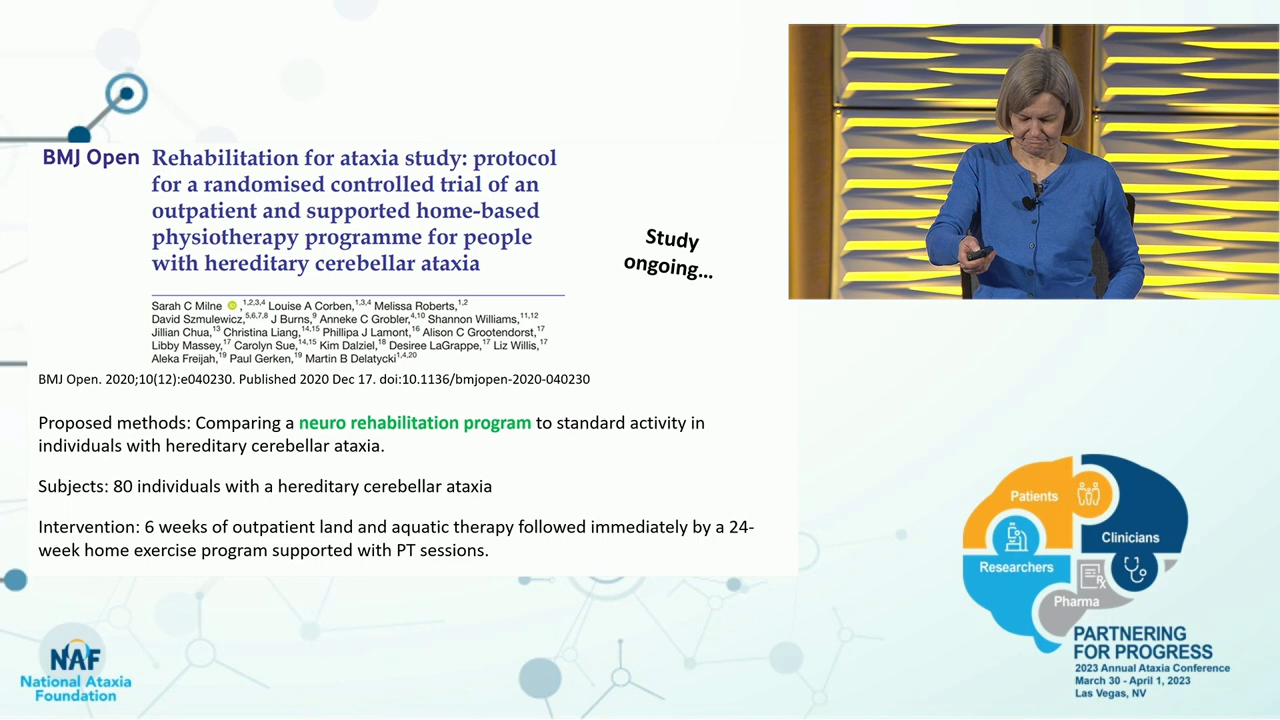 BMJ Open
Rehabilitation for ataxia study: protocol
for a randomised controlled trial of an
outpatient and supported home-based
physiotherapy programme for people
with hereditary cerebellar ataxia
Study
ongoing...
Sarah C Milne ,1,2,3,4 Louise A Corben,1,3,4 Melissa Roberts,1,2
David Szmulewicz,5,6,7,8 J Burns,9 Anneke C Grobler,4,10 Shannon Williams,11,12
Jillian Chua,13 Christina Liang,14,15 Phillipa J Lamont,16 Alison C Grootendorst,17
Libby Massey,17 Carolyn Sue,14,15 Kim Dalziel,18 Desiree LaGrappe,17 Liz Willis,17
Aleka Freijah,19 Paul Gerken,19 Martin B Delatycki1,4,20
BMJ Open. 2020;10(12):e040230. Published 2020 Dec 17. doi:10.1136/bmjopen-2020-040230
Proposed methods: Comparing a neuro rehabilitation program to standard activity in
individuals with hereditary cerebellar ataxia.
Subjects: 80 individuals with a hereditary cerebellar ataxia
Intervention: 6 weeks of outpatient land and aquatic therapy followed immediately by a 24-
week home exercise program supported with PT sessions.
Patients
Clinicians
Researchers
Rx
Pharma
PARTNERING
FOR PROGRESS
2023 Annual Ataxia Conference
March 30 - April 1, 2023
Las Vegas, NV
NAF
National Ataxia
Foundation